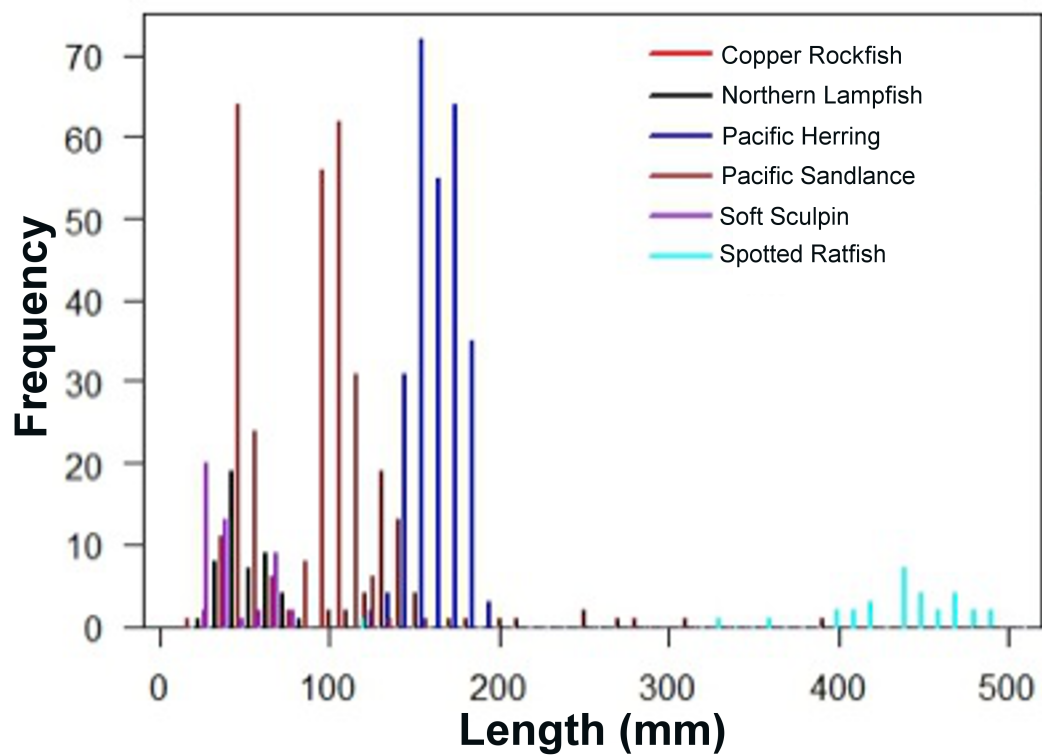 Copper Rockfish
Northern Lampfish
Pacific Herring
Pacific Sandlance
Soft Sculpin
Spotted Ratfish
Frequency
70
60
50
40
30
20
10
0
0 100 200 300 400 500
Length (mm)